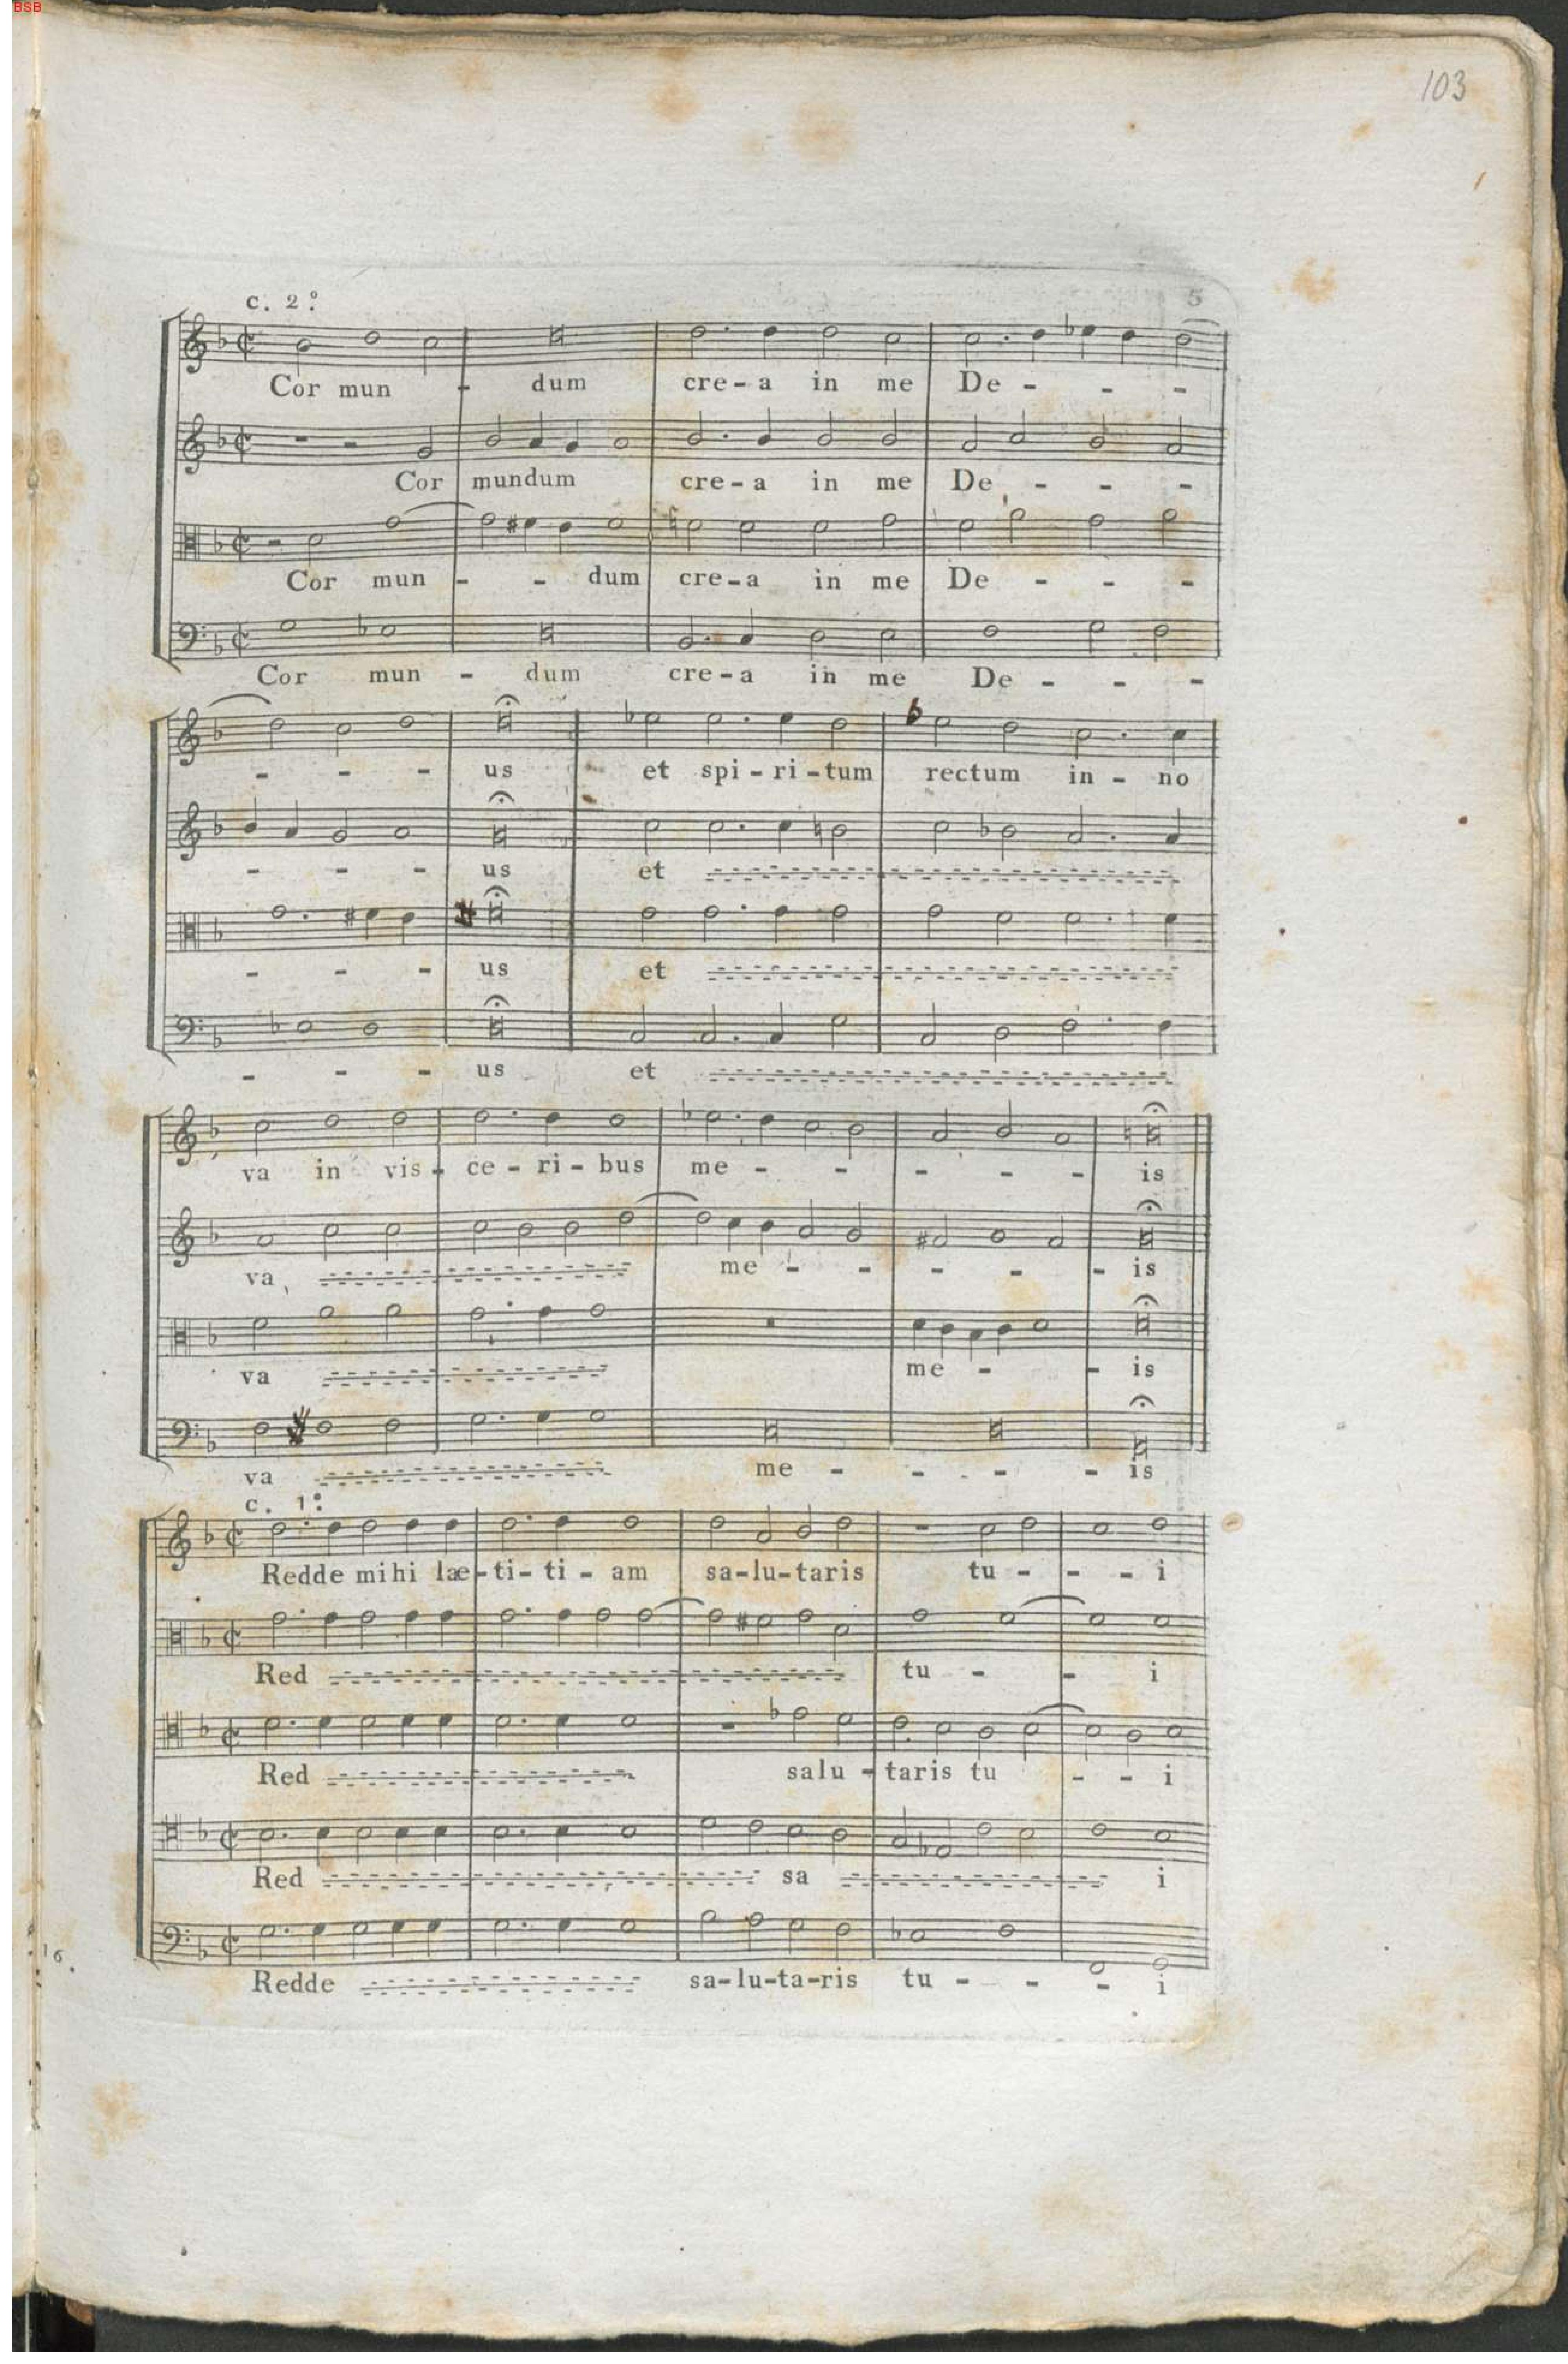 BSB
103
5
c. 2º
Cor mun - dum cre - a in me De - - -
Cor mundum cre - a in me De - - -
Cor mun - - dum cre - a in me De - - -
Cor mun - dum cre - a in me De - - -
- - - us et spi - ri - tum rectum in - no
- - - us et
- - - us et
- - - us et
va in vis - ce - ri - bus me - - - - - is
va me - - - - - - is
va me - - is
va me - - - - is
c. 1º
Redde mihi læ - ti - ti - am sa - lu - taris tu - - - i
Red tu - - i
Red salu - taris tu - - i
Red sa i
Redde sa - lu - ta - ris tu - - - i
16.